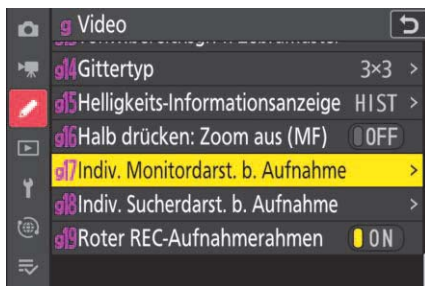 g Video
g14 Gittertyp 3×3 >
g15 Helligkeits-Informationsanzeige HIST >
g16 Halb drücken: Zoom aus (MF) OFF
g17 Indiv. Monitordarst. b. Aufnahme >
g18 Indiv. Sucherdarst. b. Aufnahme >
g19 Roter REC-Aufnahmerahmen ON